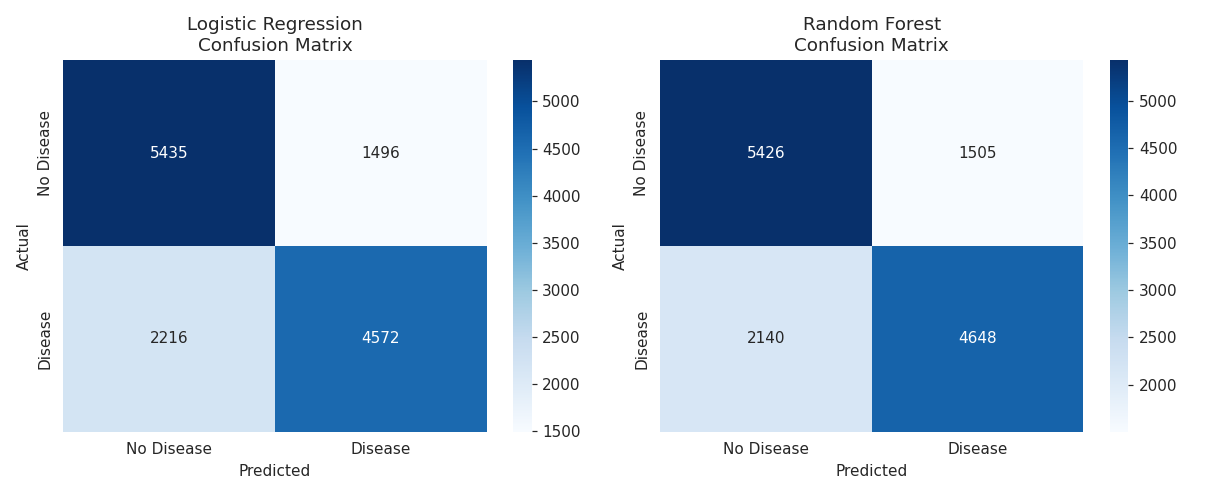 Logistic Regression
Confusion Matrix
No Disease
Disease
Actual
5435
1496
2216
4572
No Disease
Disease
Predicted
5000
4500
4000
3500
3000
2500
2000
1500
Random Forest
Confusion Matrix
No Disease
Disease
Actual
5426
1505
2140
4648
No Disease
Disease
Predicted
5000
4500
4000
3500
3000
2500
2000